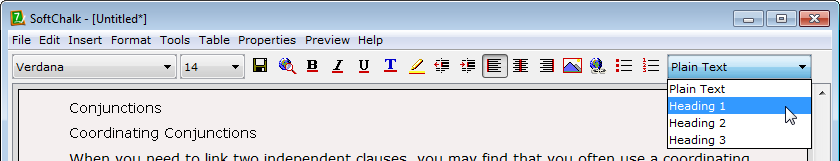 SoftChalk - [Untitled*]
File Edit Insert Format Tools Table Properties Preview Help
Verdana 14 B I U T Plain Text
Plain Text
Heading 1
Heading 2
Heading 3
Conjunctions
Coordinating Conjunctions
When you need to link two independent clauses, you may find that you often use a coordinating